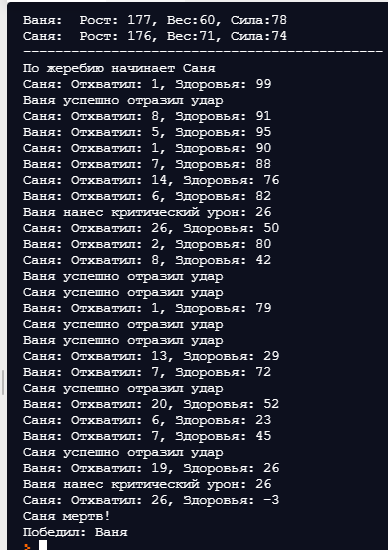 Ваня:  Рост: 177, Вес:60, Сила:78
Саня:  Рост: 176, Вес:71, Сила:74
---------------------------------------------
По жеребию начинает Саня
Саня: Отхватил: 1, Здоровья: 99
Ваня успешно отразил удар
Саня: Отхватил: 8, Здоровья: 91
Ваня: Отхватил: 5, Здоровья: 95
Саня: Отхватил: 1, Здоровья: 90
Ваня: Отхватил: 7, Здоровья: 88
Саня: Отхватил: 14, Здоровья: 76
Ваня: Отхватил: 6, Здоровья: 82
Ваня нанес критический урон: 26
Саня: Отхватил: 26, Здоровья: 50
Ваня: Отхватил: 2, Здоровья: 80
Саня: Отхватил: 8, Здоровья: 42
Ваня успешно отразил удар
Саня успешно отразил удар
Ваня: Отхватил: 1, Здоровья: 79
Саня успешно отразил удар
Ваня успешно отразил удар
Саня: Отхватил: 13, Здоровья: 29
Ваня: Отхватил: 7, Здоровья: 72
Саня успешно отразил удар
Ваня: Отхватил: 20, Здоровья: 52
Саня: Отхватил: 6, Здоровья: 23
Ваня: Отхватил: 7, Здоровья: 45
Саня успешно отразил удар
Ваня: Отхватил: 19, Здоровья: 26
Ваня нанес критический урон: 26
Саня: Отхватил: 26, Здоровья: -3
Саня мертв!
Победил: Ваня